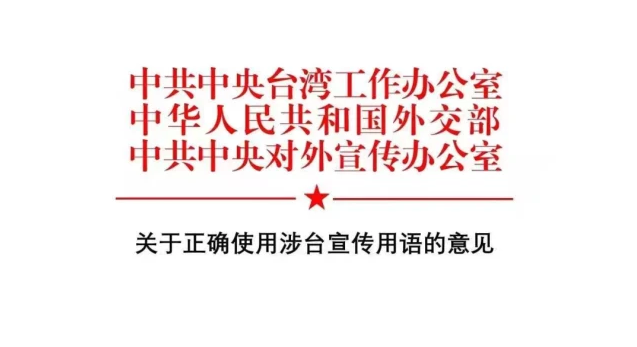 中共中央台湾工作办公室
中华人民共和国外交部
中共中央对外宣传办公室
关于正确使用涉台宣传用语的意见